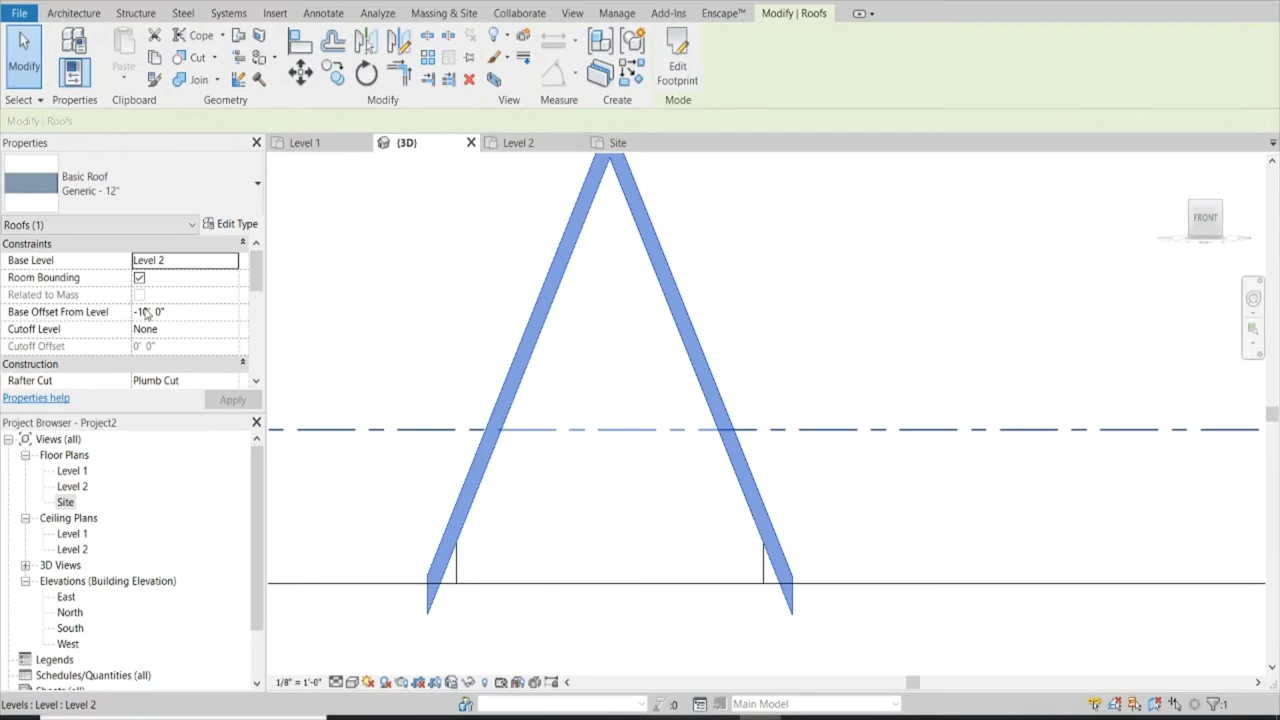 File Architecture Structure Steel Systems Insert Annotate Analyze Massing & Site Collaborate View Manage Add-Ins Enscape™ Modify | Roofs
Cope
Cut
Join
Modify Properties Paste Edit Footprint
Select Properties Clipboard Geometry Modify View Measure Create Mode
Modify | Roofs
Properties
Level 1 {3D} Level 2 Site
Basic Roof
Generic - 12"
Roofs (1) Edit Type
Constraints
Base Level Level 2
Room Bounding
Related to Mass
Base Offset From Level
Cutoff Level None
Cutoff Offset 0' 0"
Construction
Rafter Cut Plumb Cut
Properties help Apply
Project Browser - Project2
Views (all)
Floor Plans
Level 1
Level 2
Site
Ceiling Plans
Level 1
Level 2
3D Views
Elevations (Building Elevation)
East
North
South
West
Legends
Schedules/Quantities (all)
FRONT
1/8" = 1'-0"
Levels : Level : Level 2 :0 Main Model :1